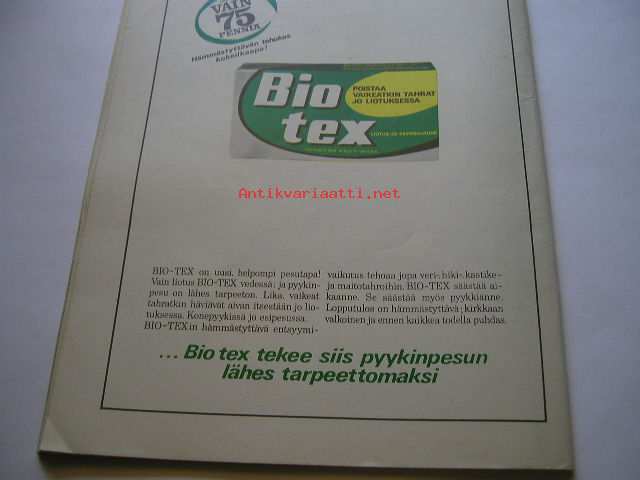 VAIN
75
PENNIÄ
Hämmästyttävän tehokas
kokeilkaapa!
Bio
tex
POISTAA
VAIKEATKIN TAHRAT
JO LIOTUKSESSA
Antikvariaatti.net
BIO-TEX on uusi, helpompi pesutapa!
Vain liotus BIO-TEX vedessä; ja pyykin-
pesu on lähes tarpeeton. Lika, vaikeat
tahratkin häviävät aivan itsestään jo lio-
tuksessa. Konepyykissä jo esipesussa.
BIO-TEXin hämmästyttävä entsyymi-
vaikutus tehoaa jopa veri-, hiki-, kastike-
ja maitotahroihin. BIO-TEX säästää ai-
kaanne. Se säästää myös pyykkiänne.
Lopputulos on hämmästyttävä; kirkkaan
valkoinen ja ennen kaikkea todella puhdas.
... Bio tex tekee siis pyykinpesun
lähes tarpeettomaksi